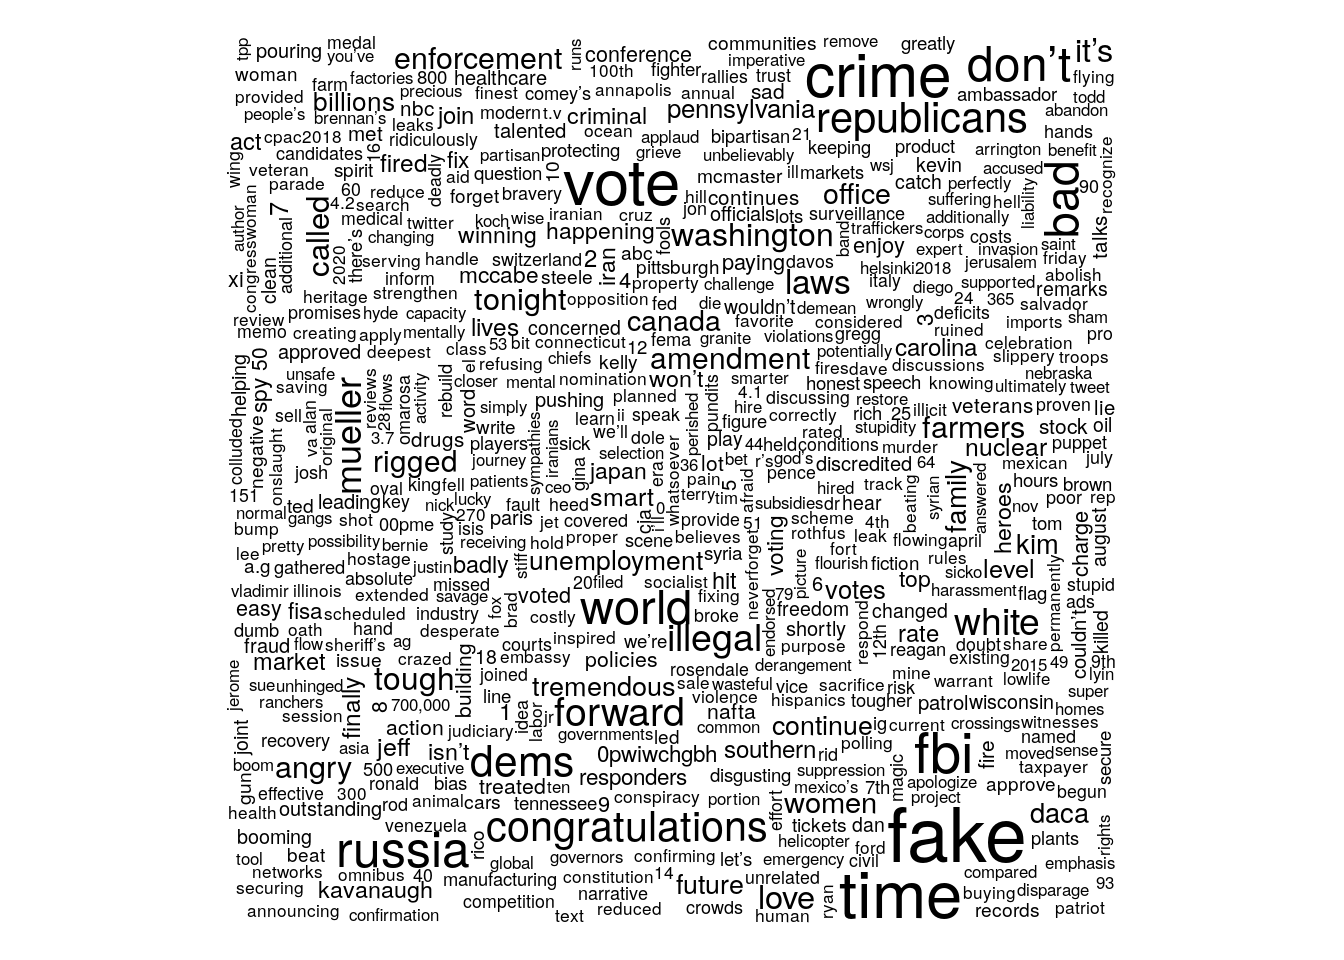 tpp pouring medal you've enforcement runs conference communities remove greatly don't it's
woman farm factories 800 healthcare 100th fighter imperative rallies trust crime flying
provided precious finest comey's annapolis annual sad ambassador todd
people's billions brennan's nbc join modern t.v criminal pennsylvania republicans abandon
act cpac2018 met leaks ridiculously talented ocean applaud bipartisan 21 keeping product hands
wing candidates 16 fired fix partisan protecting grieve unbelievably arrington benefit recognize
veteran spirit deadly aid question 10 vote mcmaster ill markets wsj kevin accused bad
parade 60 reduce forget bravery hill continues office catch perfectly 90
author congresswoman 7 called 4.2 search koch wise iranian cruz jon officials lots surveillance suffering hell liability
medical twitter fools band traffickers corps additionally talks
clean additional 2020 there's changing winning happening washington enjoy expert costs invasion saint friday
xi serving handle switzerland 2 iran abc pittsburgh paying davos helsinki2018 jerusalem abolish
inform mccabe steele 4 property challenge laws italy diego supported remarks
heritage strengthen tonight opposition fed die wouldn't demean wrongly 24 365 salvador
review promises hyde capacity canada favorite considered 3 deficits imports sham
memo creating apply mentally lives concerned fema granite violations gregg ruined pro
helping 50 approved deepest class 53 bit connecticut 12 amendment potentially carolina celebration
el refusing chiefs kelly fires dave discussions slippery troops
unsafe saving closer mental nomination won't smarter honest speech knowing nebraska ultimately tweet
colluded negative spy sell va alan mueller reviews 28 flows omarosa activity rebuild word simply pushing planned pundits 4.1 discussing restore
onslaught original write learn ii speak perished hire figure correctly rich 25 illicit veterans proven lie
3.7 drugs players sympathies iranians sick we'll dole play 44 held rated stupidity farmers stock oil
josh rigged journey gina selection era whatsoever 36 lot bet r's god's conditions murder nuclear puppet
151 oval king fell patients ceo japan pain pence discredited 64 family mexican july
normal ted leading key nick lucky fault heed smart terry tim 5 afraid hired track beating syrian answered heroes hours brown
bump gangs shot 00pme study 270 paris jet covered cia ill 0 provide 51 subsidies dr hear nov poor rep
pretty possibility bernie isis receiving hold proper scene believes scheme 4th tom
lee hostage rothfus leak flowing april kim charge august
a.g gathered absolute justin badly stiff unemployment syria neverforget voting picture fort flourish fiction rules sicko level
vladimir illinois extended missed savage fox brad voted 20 filed socialist hit fixing 79 6 votes top harassment flag permanently stupid ads
easy fisa scheduled industry costly world broke endorsed freedom respond changed white couldn't killed
dumb oath hand desperate courts inspired we're illegal shortly 12th rate doubt share
fraud flow sheriff's ag 18 embassy policies purpose reagan existing 2015 49 9th
market issue crazed building joined rosendale derangement mine warrant lowlife lyin
jerome sue unhinged finally tough line tremendous sale wasteful vice sacrifice risk super
ranchers 8 700,000 1 idea labor jr forward violence hispanics tougher patrol wisconsin homes
session action judiciary governments led common nafta continue ig current crossings witnesses
joint recovery asia jeff isn't dems 0pwiwchgbh southern rid polling fbi fire named moved sense secure
boom angry 500 executive responders disgusting suppression magic taxpayer
gun effective 300 ronald bias treated ten mexico's 7th apologize approve begun
health outstanding rod animal cars tennessee 9 conspiracy portion effort women project
booming venezuela congratulations tickets dan fake daca rights
tool beat russia rico helicopter ford plants
global governors confirming let's emergency civil emphasis
networks omnibus 40 manufacturing constitution 14 future unrelated compared
securing kavanaugh narrative love ryan time buying disparage 93
announcing confirmation competition text reduced crowds human records patriot